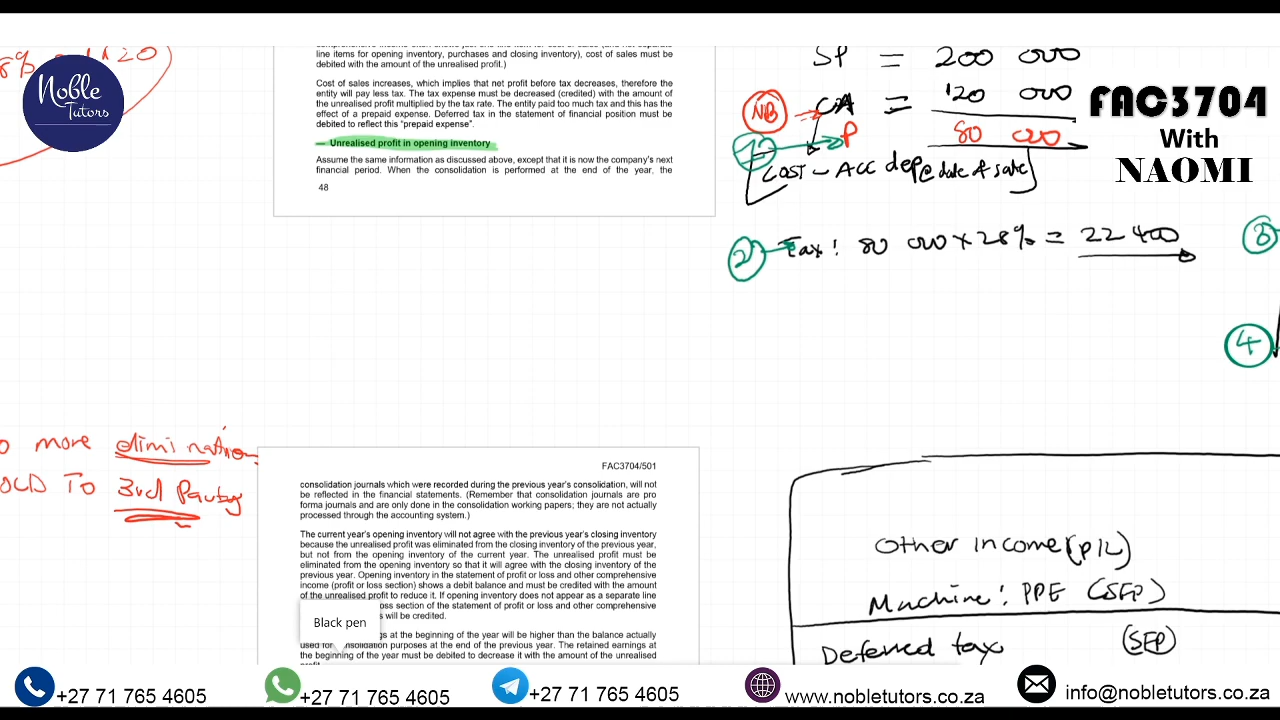 Noble
Tutors
line items for opening inventory, purchases and closing inventory), cost of sales must be
debited with the amount of the unrealised profit.)
Cost of sales increases, which implies that net profit before tax decreases, therefore the
entity will pay less tax. The tax expense must be decreased (credited) with the amount of
the unrealised profit multiplied by the tax rate. The entity paid too much tax and this has the
effect of a prepaid expense. Deferred tax in the statement of financial position must be
debited to reflect this “prepaid expense”.
— Unrealised profit in opening inventory
Assume the same information as discussed above, except that it is now the company's next
financial period. When the consolidation is performed at the end of the year, the
48
SP = 200 000
NB CA = 120 000
1 P 80 000
Cost - Acc dep @ date of sale
2 Tax: 80 000 x 28% = 22 400
3
4
FAC3704
With
NAOMI
more elimination
TO 3rd Party
FAC3704/501
consolidation journals which were recorded during the previous year's consolidation, will not
be reflected in the financial statements. (Remember that consolidation journals are pro
forma journals and are only done in the consolidation working papers; they are not actually
processed through the accounting system.)
The current year's opening inventory will not agree with the previous year's closing inventory
because the unrealised profit was eliminated from the closing inventory of the previous year,
but not from the opening inventory of the current year. The unrealised profit must be
eliminated from the opening inventory so that it will agree with the closing inventory of the
previous year. Opening inventory in the statement of profit or loss and other comprehensive
income (profit or loss section) shows a debit balance and must be credited with the amount
of the unrealised profit to reduce it. If opening inventory does not appear as a separate line
oss section of the statement of profit or loss and other comprehensive
s will be credited.
Black pen
gs at the beginning of the year will be higher than the balance actually
used for consolidation purposes at the end of the previous year. The retained earnings at
the beginning of the year must be debited to decrease it with the amount of the unrealised
Other income (P/L)
Machine: PPE (SFP)
Deferred tax (SFP)
+27 71 765 4605
+27 71 765 4605
+27 71 765 4605
www.nobletutors.co.za
info@nobletutors.co.za